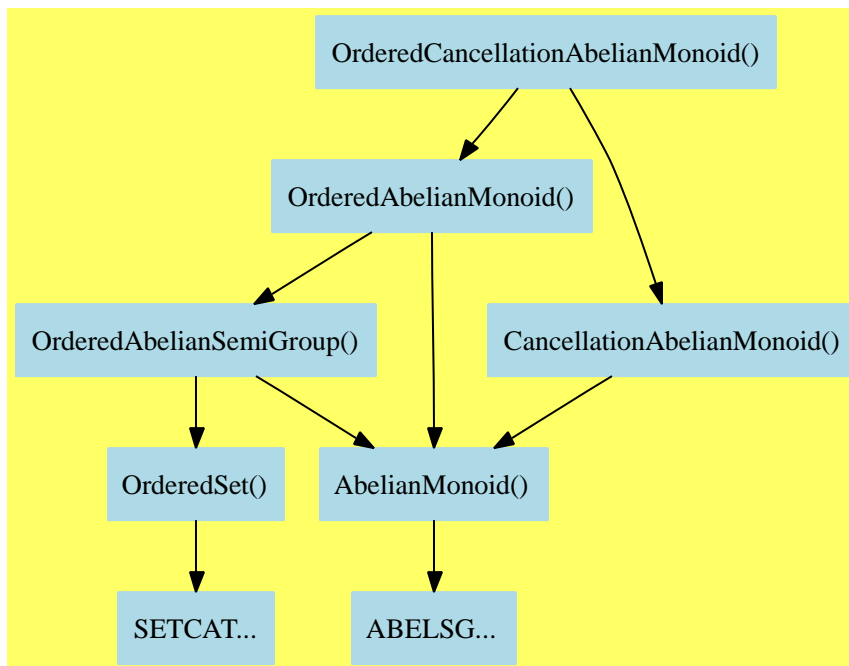 OrderedCancellationAbelianMonoid()
OrderedAbelianMonoid()
OrderedAbelianSemiGroup()
CancellationAbelianMonoid()
OrderedSet()
AbelianMonoid()
SETCAT...
ABELSG...